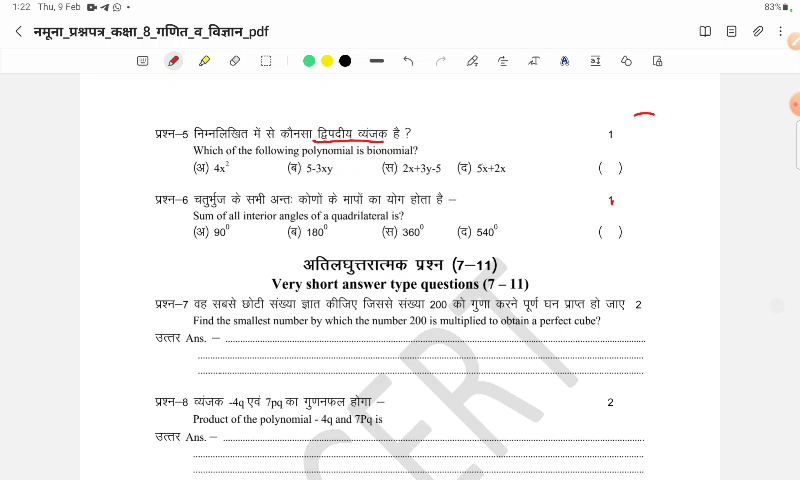 1:22 Thu, 9 Feb
83%
नमूना_प्रश्नपत्र_कक्षा_8_गणित_व_विज्ञान_pdf
प्रश्न–5 निम्नलिखित में से कौनसा द्विपदीय व्यंजक है ? 1
Which of the following polynomial is bionomial?
(अ) 4x² (ब) 5-3xy (स) 2x+3y-5 (द) 5x+2x ( )
प्रश्न–6 चतुर्भुज के सभी अन्तः कोणों के मापों का योग होता है – 1
Sum of all interior angles of a quadrilateral is?
(अ) 90⁰ (ब) 180⁰ (स) 360⁰ (द) 540⁰ ( )
अतिलघुत्तरात्मक प्रश्न (7–11)
Very short answer type questions (7 – 11)
प्रश्न–7 वह सबसे छोटी संख्या ज्ञात कीजिए जिससे संख्या 200 को गुणा करने पूर्ण घन प्राप्त हो जाए 2
Find the smallest number by which the number 200 is multiplied to obtain a perfect cube?
उत्तर Ans. –
प्रश्न–8 व्यंजक -4q एवं 7pq का गुणनफल होगा – 2
Product of the polynomial - 4q and 7Pq is
उत्तर Ans. –
CERT